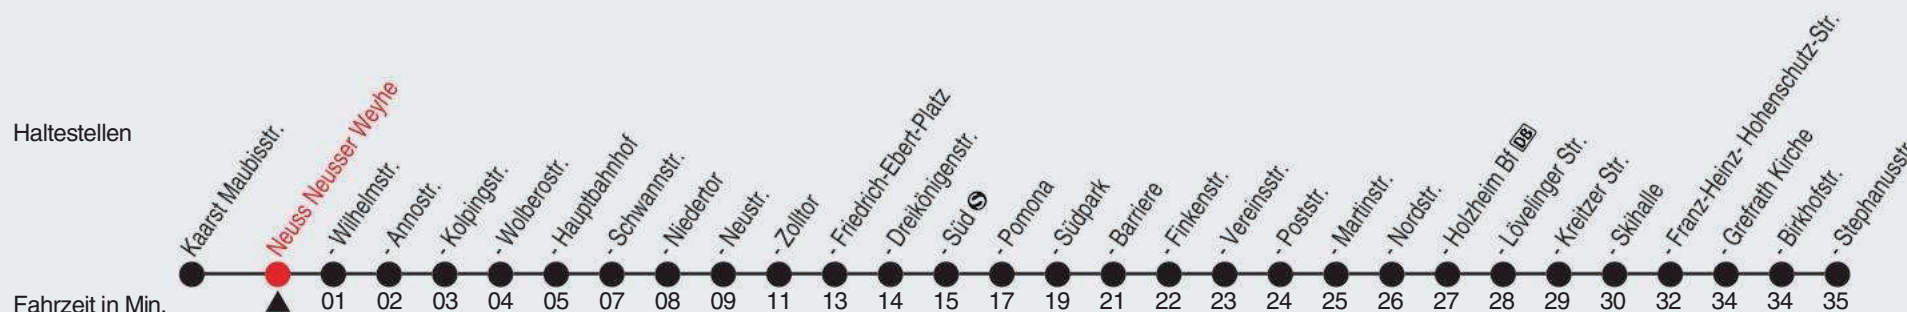 Haltestellen
Kaarst Maubisstr.
Neuss Neusser Weyhe
- Wilhelmstr.
- Annostr.
- Kolpingstr.
- Wolberostr.
- Hauptbahnhof
- Schwannstr.
- Niedertor
- Neustr.
- Zolltor
- Friedrich-Ebert-Platz
- Dreikönigenstr.
- Süd S
- Pomona
- Südpark
- Barriere
- Finkenstr.
- Vereinsstr.
- Poststr.
- Martinstr.
- Nordstr.
- Holzheim Bf DB
- Lövelinger Str.
- Kreitzer Str.
- Skihalle
- Franz-Heinz- Hohenschutz-Str.
- Grefrath Kirche
- Birkhofstr.
- Stephanusstr
Fahrzeit in Min. 01 02 03 04 05 07 08 09 11 13 14 15 17 19 21 22 23 24 25 26 27 28 29 30 32 34 34 35